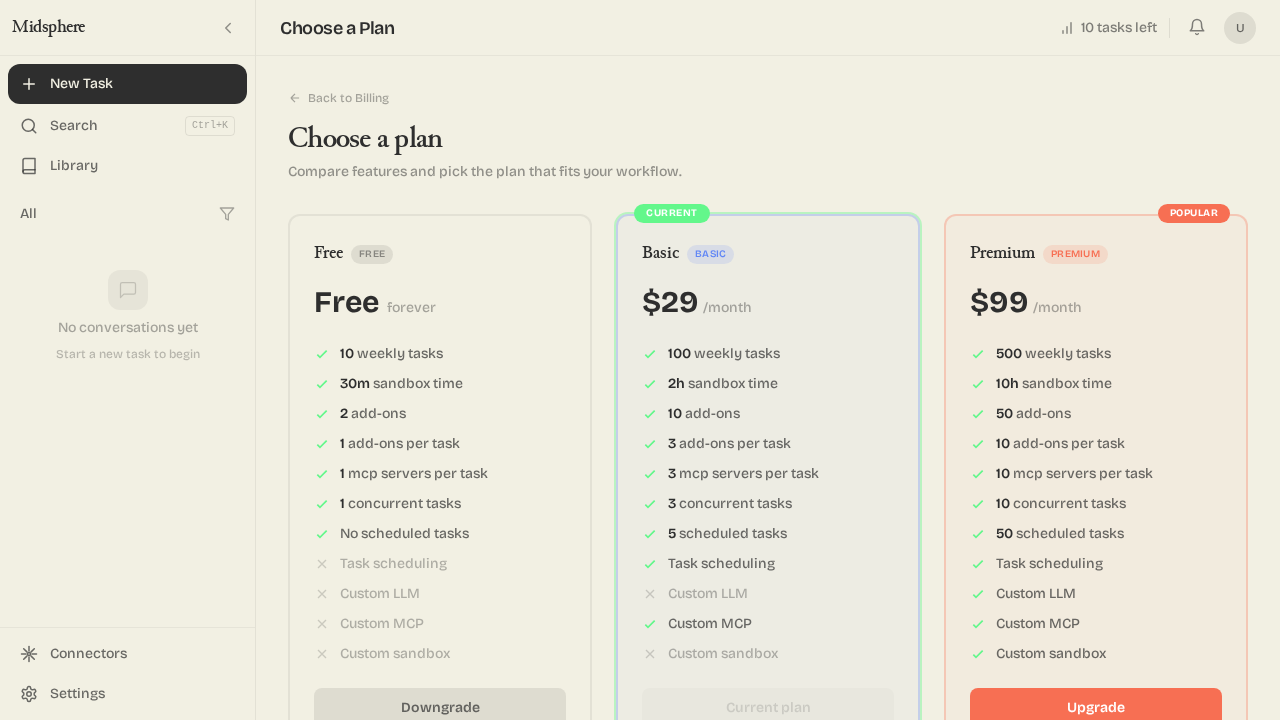 Midsphere
New Task
Search
Ctrl+K
Library
All
No conversations yet
Start a new task to begin
Connectors
Settings
Choose a Plan
10 tasks left
U
Back to Billing
Choose a plan
Compare features and pick the plan that fits your workflow.
Free FREE
Free forever
10 weekly tasks
30m sandbox time
2 add-ons
1 add-ons per task
1 mcp servers per task
1 concurrent tasks
No scheduled tasks
Task scheduling
Custom LLM
Custom MCP
Custom sandbox
Downgrade
CURRENT
Basic BASIC
$29 /month
100 weekly tasks
2h sandbox time
10 add-ons
3 add-ons per task
3 mcp servers per task
3 concurrent tasks
5 scheduled tasks
Task scheduling
Custom LLM
Custom MCP
Custom sandbox
Current plan
POPULAR
Premium PREMIUM
$99 /month
500 weekly tasks
10h sandbox time
50 add-ons
10 add-ons per task
10 mcp servers per task
10 concurrent tasks
50 scheduled tasks
Task scheduling
Custom LLM
Custom MCP
Custom sandbox
Upgrade